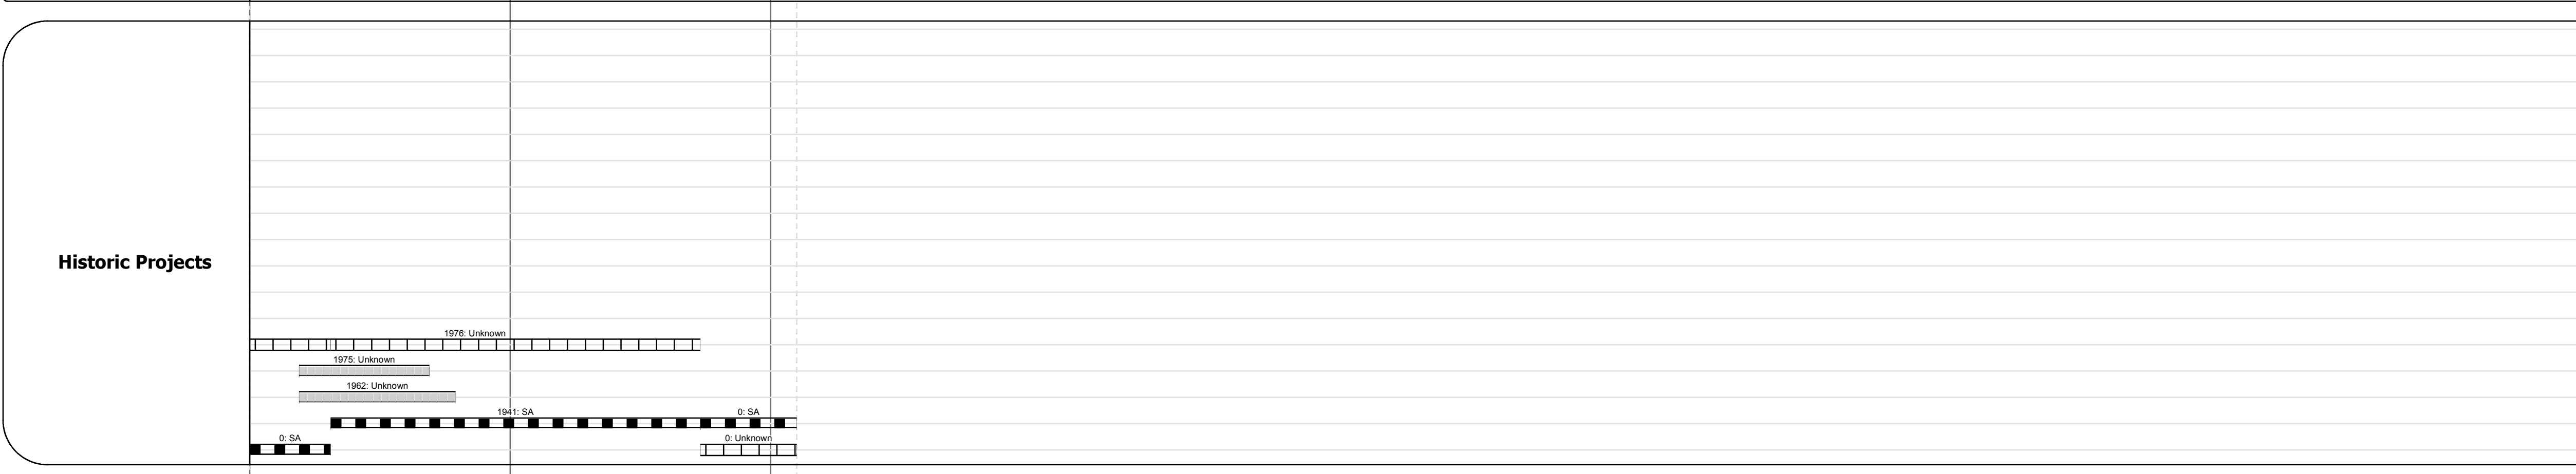 Historic Projects
1976: Unknown
1975: Unknown
1962: Unknown
1941: SA
0: SA
0: SA
0: Unknown